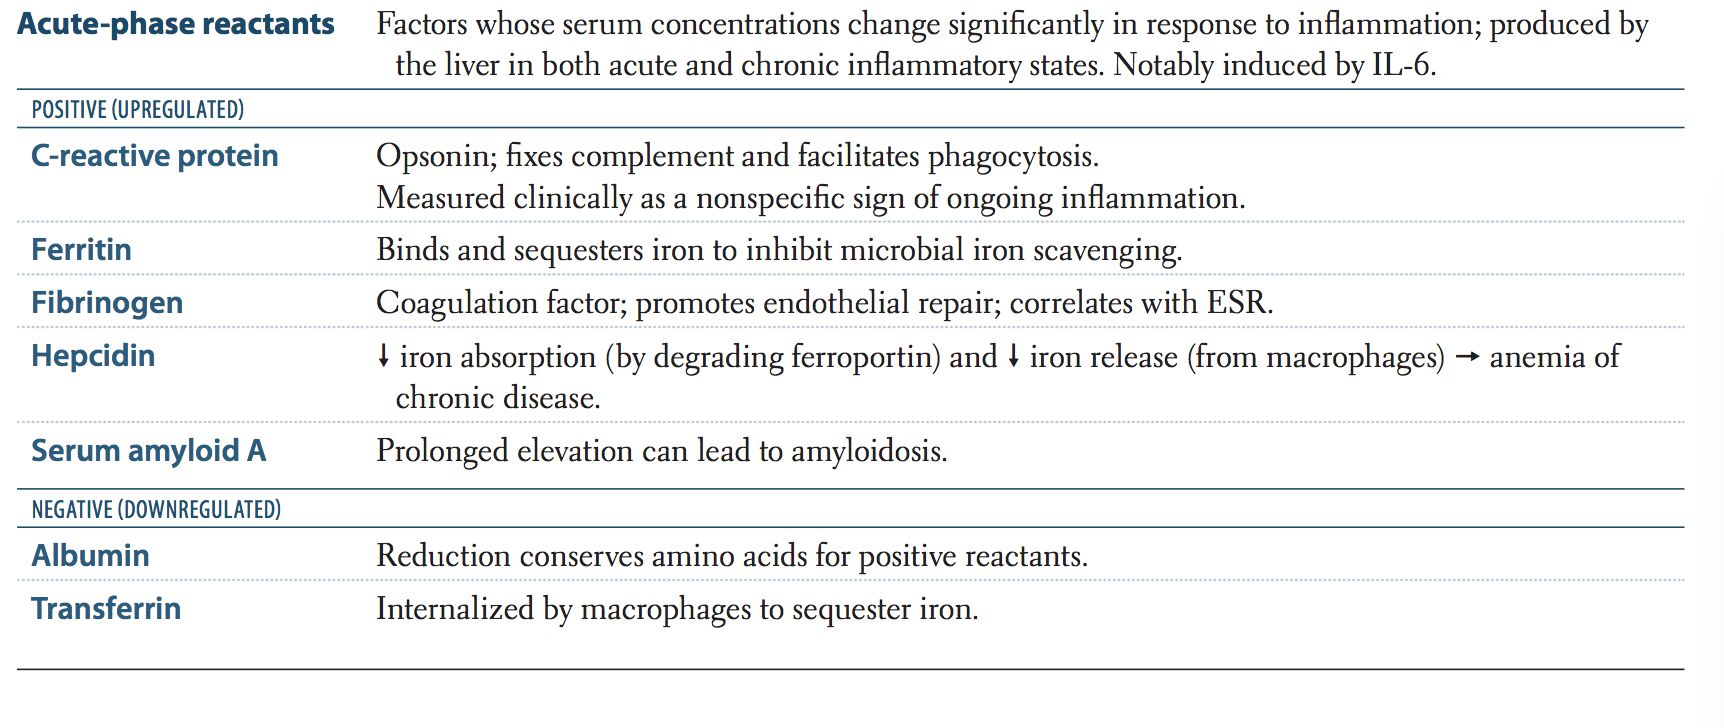 Acute-phase reactants Factors whose serum concentrations change significantly in response to inflammation; produced by
the liver in both acute and chronic inflammatory states. Notably induced by IL-6.
POSITIVE (UPREGULATED)
C-reactive protein Opsonin; fixes complement and facilitates phagocytosis.
Measured clinically as a nonspecific sign of ongoing inflammation.
Ferritin Binds and sequesters iron to inhibit microbial iron scavenging.
Fibrinogen Coagulation factor; promotes endothelial repair; correlates with ESR.
Hepcidin ↓ iron absorption (by degrading ferroportin) and ↓ iron release (from macrophages) → anemia of
chronic disease.
Serum amyloid A Prolonged elevation can lead to amyloidosis.
NEGATIVE (DOWNREGULATED)
Albumin Reduction conserves amino acids for positive reactants.
Transferrin Internalized by macrophages to sequester iron.